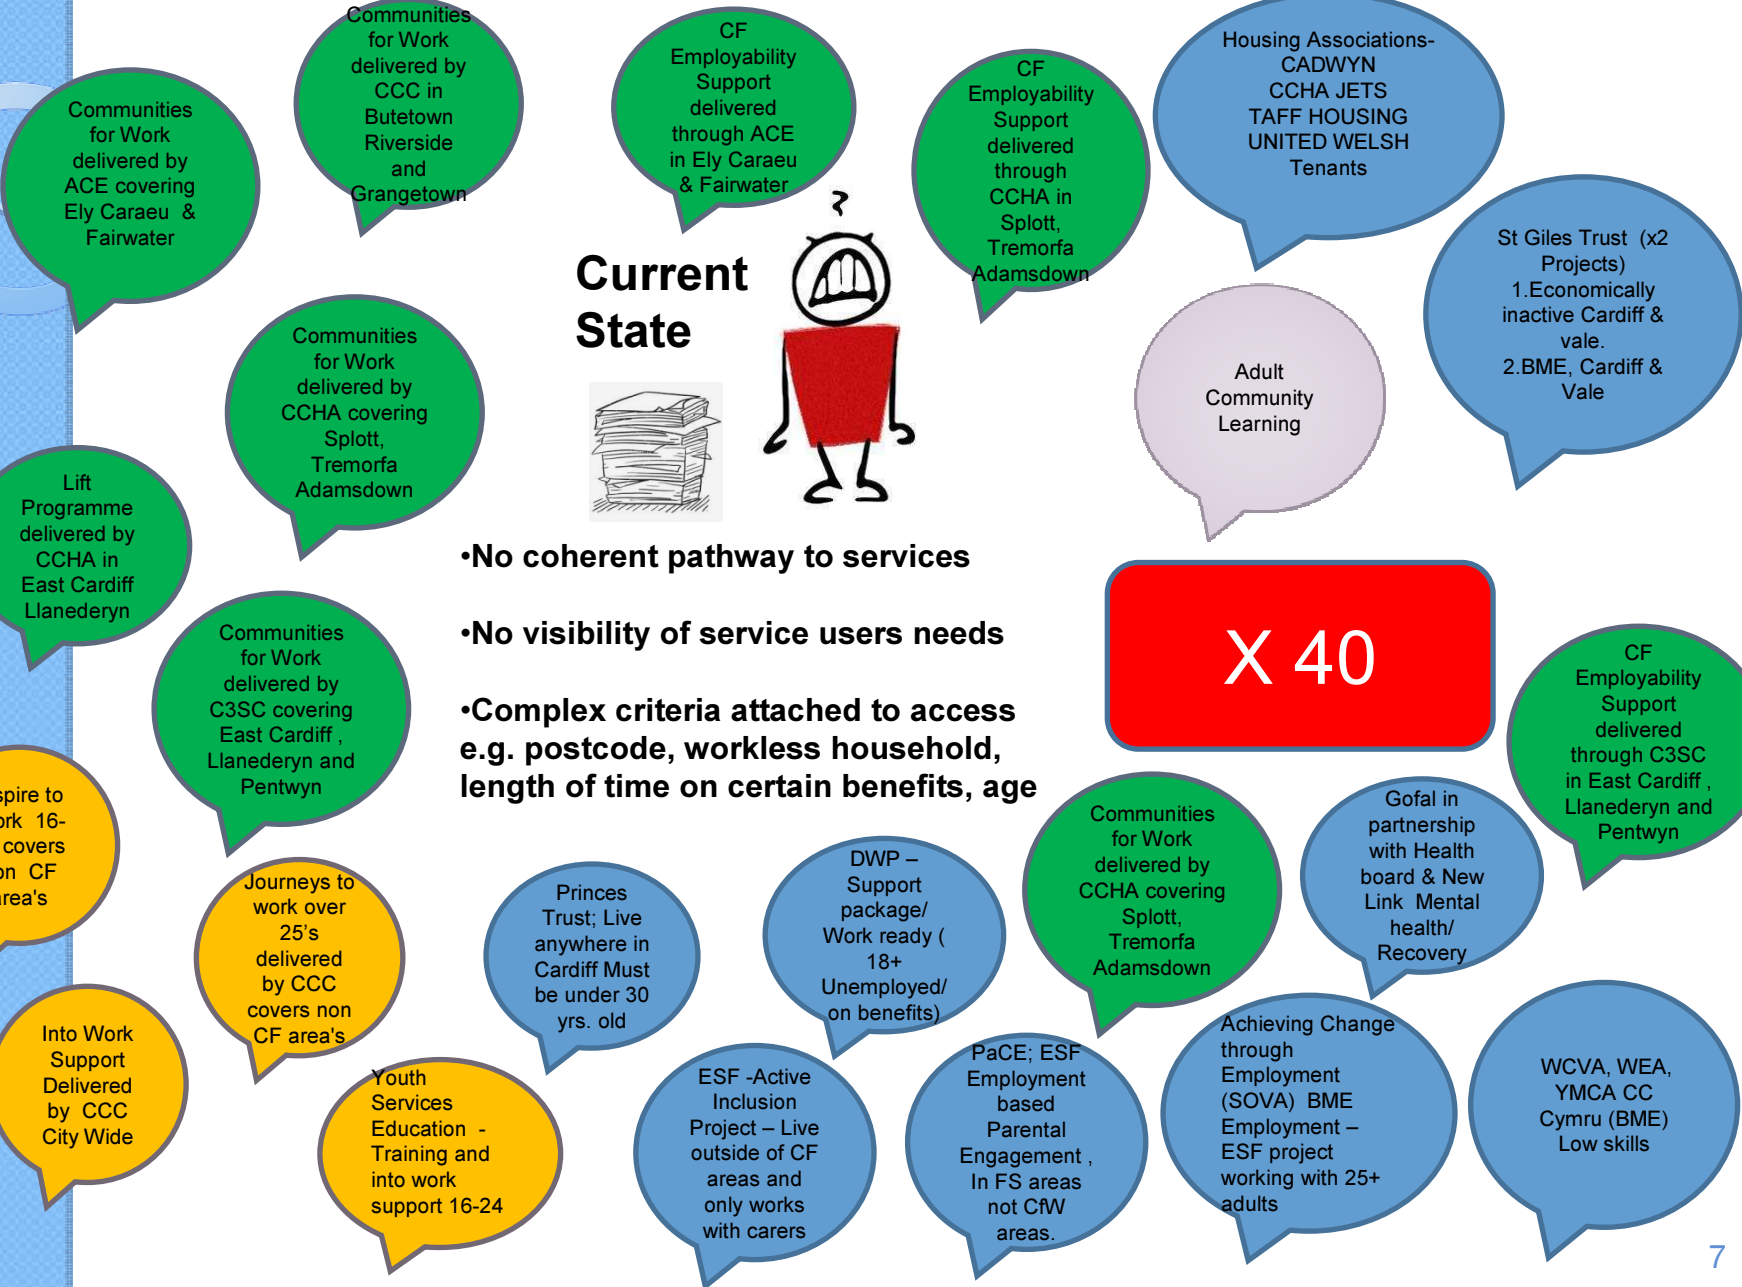 Communities
for Work
delivered by
CCC in
Butetown
Riverside
and
Grangetown
CF
Employability
Support
delivered
through ACE
in Ely Caraeu
& Fairwater
CF
Employability
Support
delivered
through
CCHA in
Splott,
Tremorfa
Adamsdown
Housing Associations-
CADWYN
CCHA JETS
TAFF HOUSING
UNITED WELSH
Tenants
Communities
for Work
delivered by
ACE covering
Ely Caraeu &
Fairwater
St Giles Trust (x2
Projects)
1.Economically
inactive Cardiff &
vale.
2.BME, Cardiff &
Vale
Current
State
?
Communities
for Work
delivered by
CCHA covering
Splott,
Tremorfa
Adamsdown
Adult
Community
Learning
Lift
Programme
delivered by
CCHA in
East Cardiff
Llanederyn
•No coherent pathway to services
•No visibility of service users needs
•Complex criteria attached to access
e.g. postcode, workless household,
length of time on certain benefits, age
X 40
Communities
for Work
delivered by
C3SC covering
East Cardiff ,
Llanederyn and
Pentwyn
CF
Employability
Support
delivered
through C3SC
in East Cardiff ,
Llanederyn and
Pentwyn
spire to
ork 16-
covers
on CF
area's
Journeys to
work over
25's
delivered
by CCC
covers non
CF area's
Princes
Trust; Live
anywhere in
Cardiff Must
be under 30
yrs. old
DWP –
Support
package/
Work ready (
18+
Unemployed/
on benefits)
Communities
for Work
delivered by
CCHA covering
Splott,
Tremorfa
Adamsdown
Gofal in
partnership
with Health
board & New
Link Mental
health/
Recovery
Into Work
Support
Delivered
by CCC
City Wide
Youth
Services
Education -
Training and
into work
support 16-24
ESF -Active
Inclusion
Project – Live
outside of CF
areas and
only works
with carers
PaCE; ESF
Employment
based
Parental
Engagement ,
In FS areas
not CfW
areas.
Achieving Change
through
Employment
(SOVA) BME
Employment –
ESF project
working with 25+
adults
WCVA, WEA,
YMCA CC
Cymru (BME)
Low skills
7